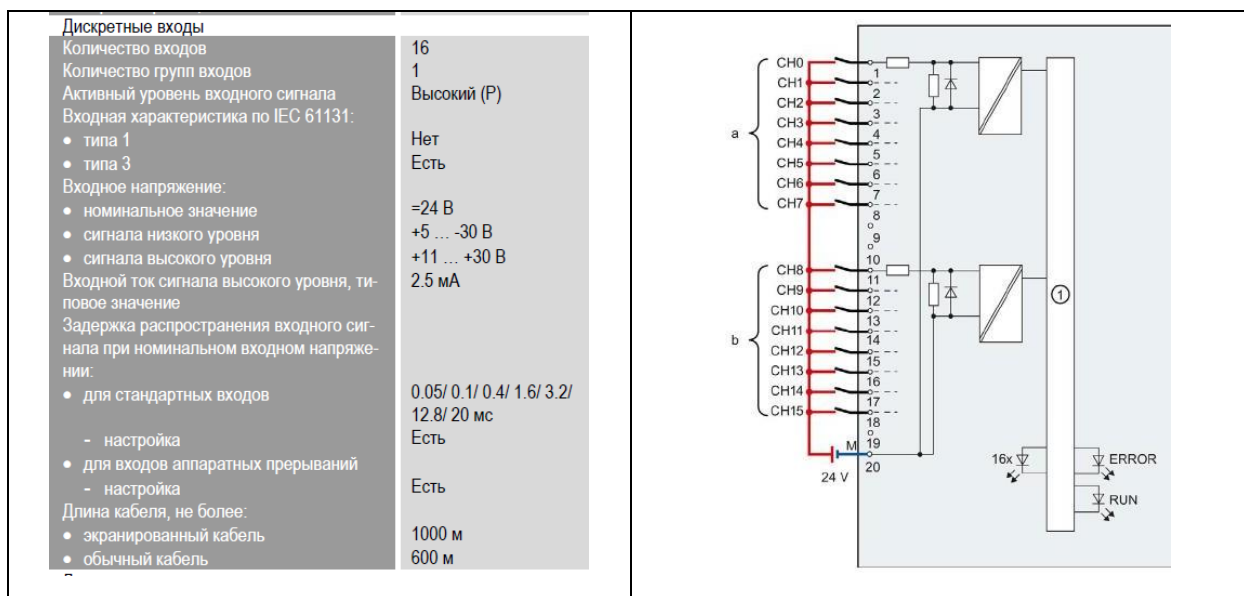 Дискретные входы
Количество входов 16
Количество групп входов 1
Активный уровень входного сигнала Высокий (P)
Входная характеристика по IEC 61131:
• типа 1 Нет
• типа 3 Есть
Входное напряжение:
• номинальное значение =24 В
• сигнала низкого уровня +5 … -30 В
• сигнала высокого уровня +11 … +30 В
Входной ток сигнала высокого уровня, ти- 2.5 мА
повое значение
Задержка распространения входного сиг-
нала при номинальном входном напряже-
нии:
• для стандартных входов 0.05/ 0.1/ 0.4/ 1.6/ 3.2/
12.8/ 20 мс
- настройка Есть
• для входов аппаратных прерываний
- настройка Есть
Длина кабеля, не более:
• экранированный кабель 1000 м
• обычный кабель 600 м
CH0
1
CH1
2
CH2
3
CH3
4
a
CH4
5
CH5
6
CH6
7
CH7
8
9
10
CH8
11
CH9
12
CH10
13
CH11
14
b
CH12
15
CH13
16
CH14
17
CH15
18
19
M
20
24 V
1
16x
ERROR
RUN